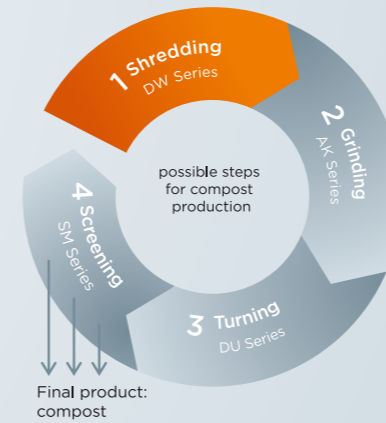 1 Shredding
DW Series
2 Grinding
AK Series
3 Turning
DU Series
4 Screening
SM Series
possible steps
for compost
production
Final product:
compost